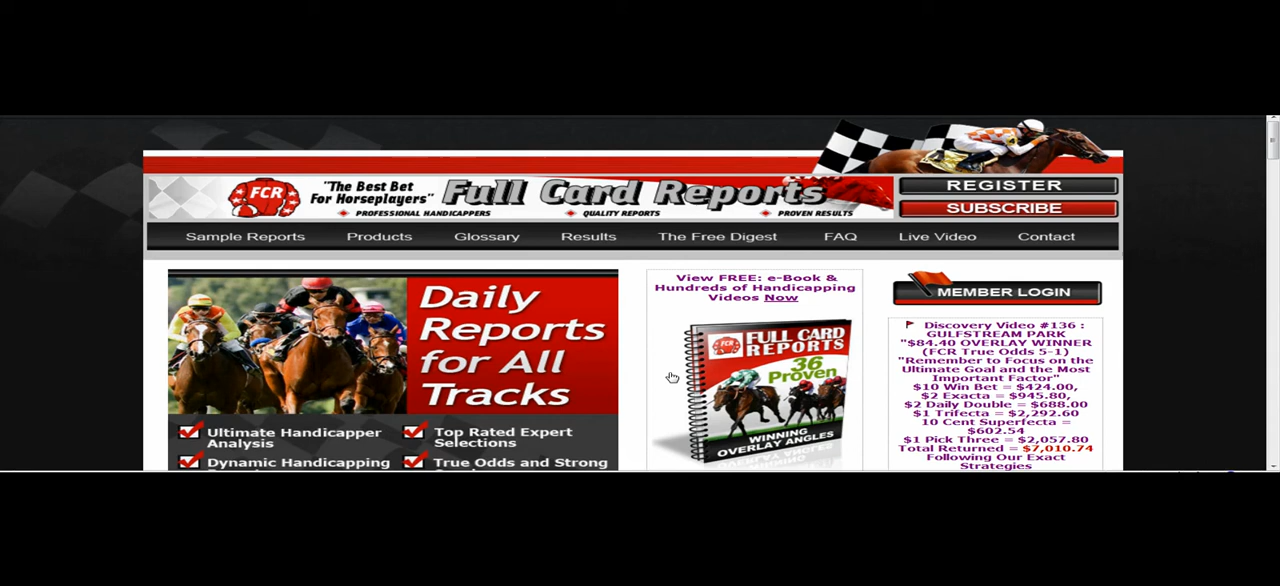 FCR
"The Best Bet
For Horseplayers"
Full Card Reports
PROFESSIONAL HANDICAPPERS
QUALITY REPORTS
PROVEN RESULTS
REGISTER
SUBSCRIBE
Sample Reports
Products
Glossary
Results
The Free Digest
FAQ
Live Video
Contact
Daily
Reports
for All
Tracks
Ultimate Handicapper
Analysis
Top Rated Expert
Selections
Dynamic Handicapping
True Odds and Strong
View FREE: e-Book &
Hundreds of Handicapping
Videos Now
FCR
FULL CARD
REPORTS
36
Proven
WINNING
OVERLAY ANGLES
MEMBER LOGIN
Discovery Video #136 :
GULFSTREAM PARK
"$84.40 OVERLAY WINNER
(FCR True Odds 5-1)
"Remember to Focus on the
Ultimate Goal and the Most
Important Factor"
$10 Win Bet = $424.00,
$2 Exacta = $945.80,
$2 Daily Double = $688.00
$1 Trifecta = $2,292.60
10 Cent Superfecta =
$602.54
$1 Pick Three = $2,057.80
Total Returned = $7,010.74
Following Our Exact
Strategies